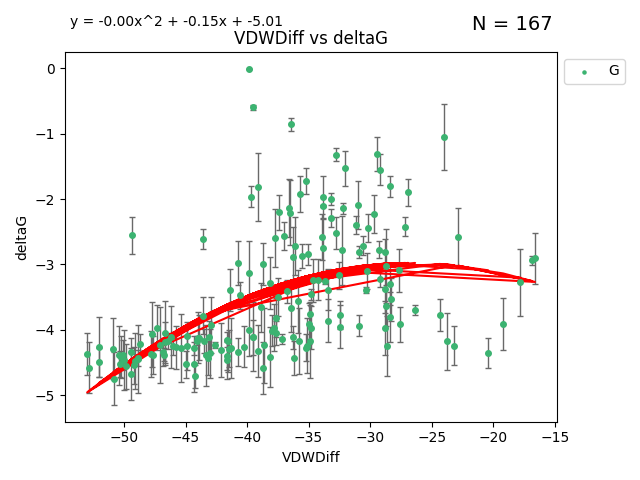 y = -0.00x^2 + -0.15x + -5.01
N = 167
VDWDiff vs deltaG
G
0
−1
−2
−3
−4
−5
deltaG
−50 −45 −40 −35 −30 −25 −20 −15
VDWDiff